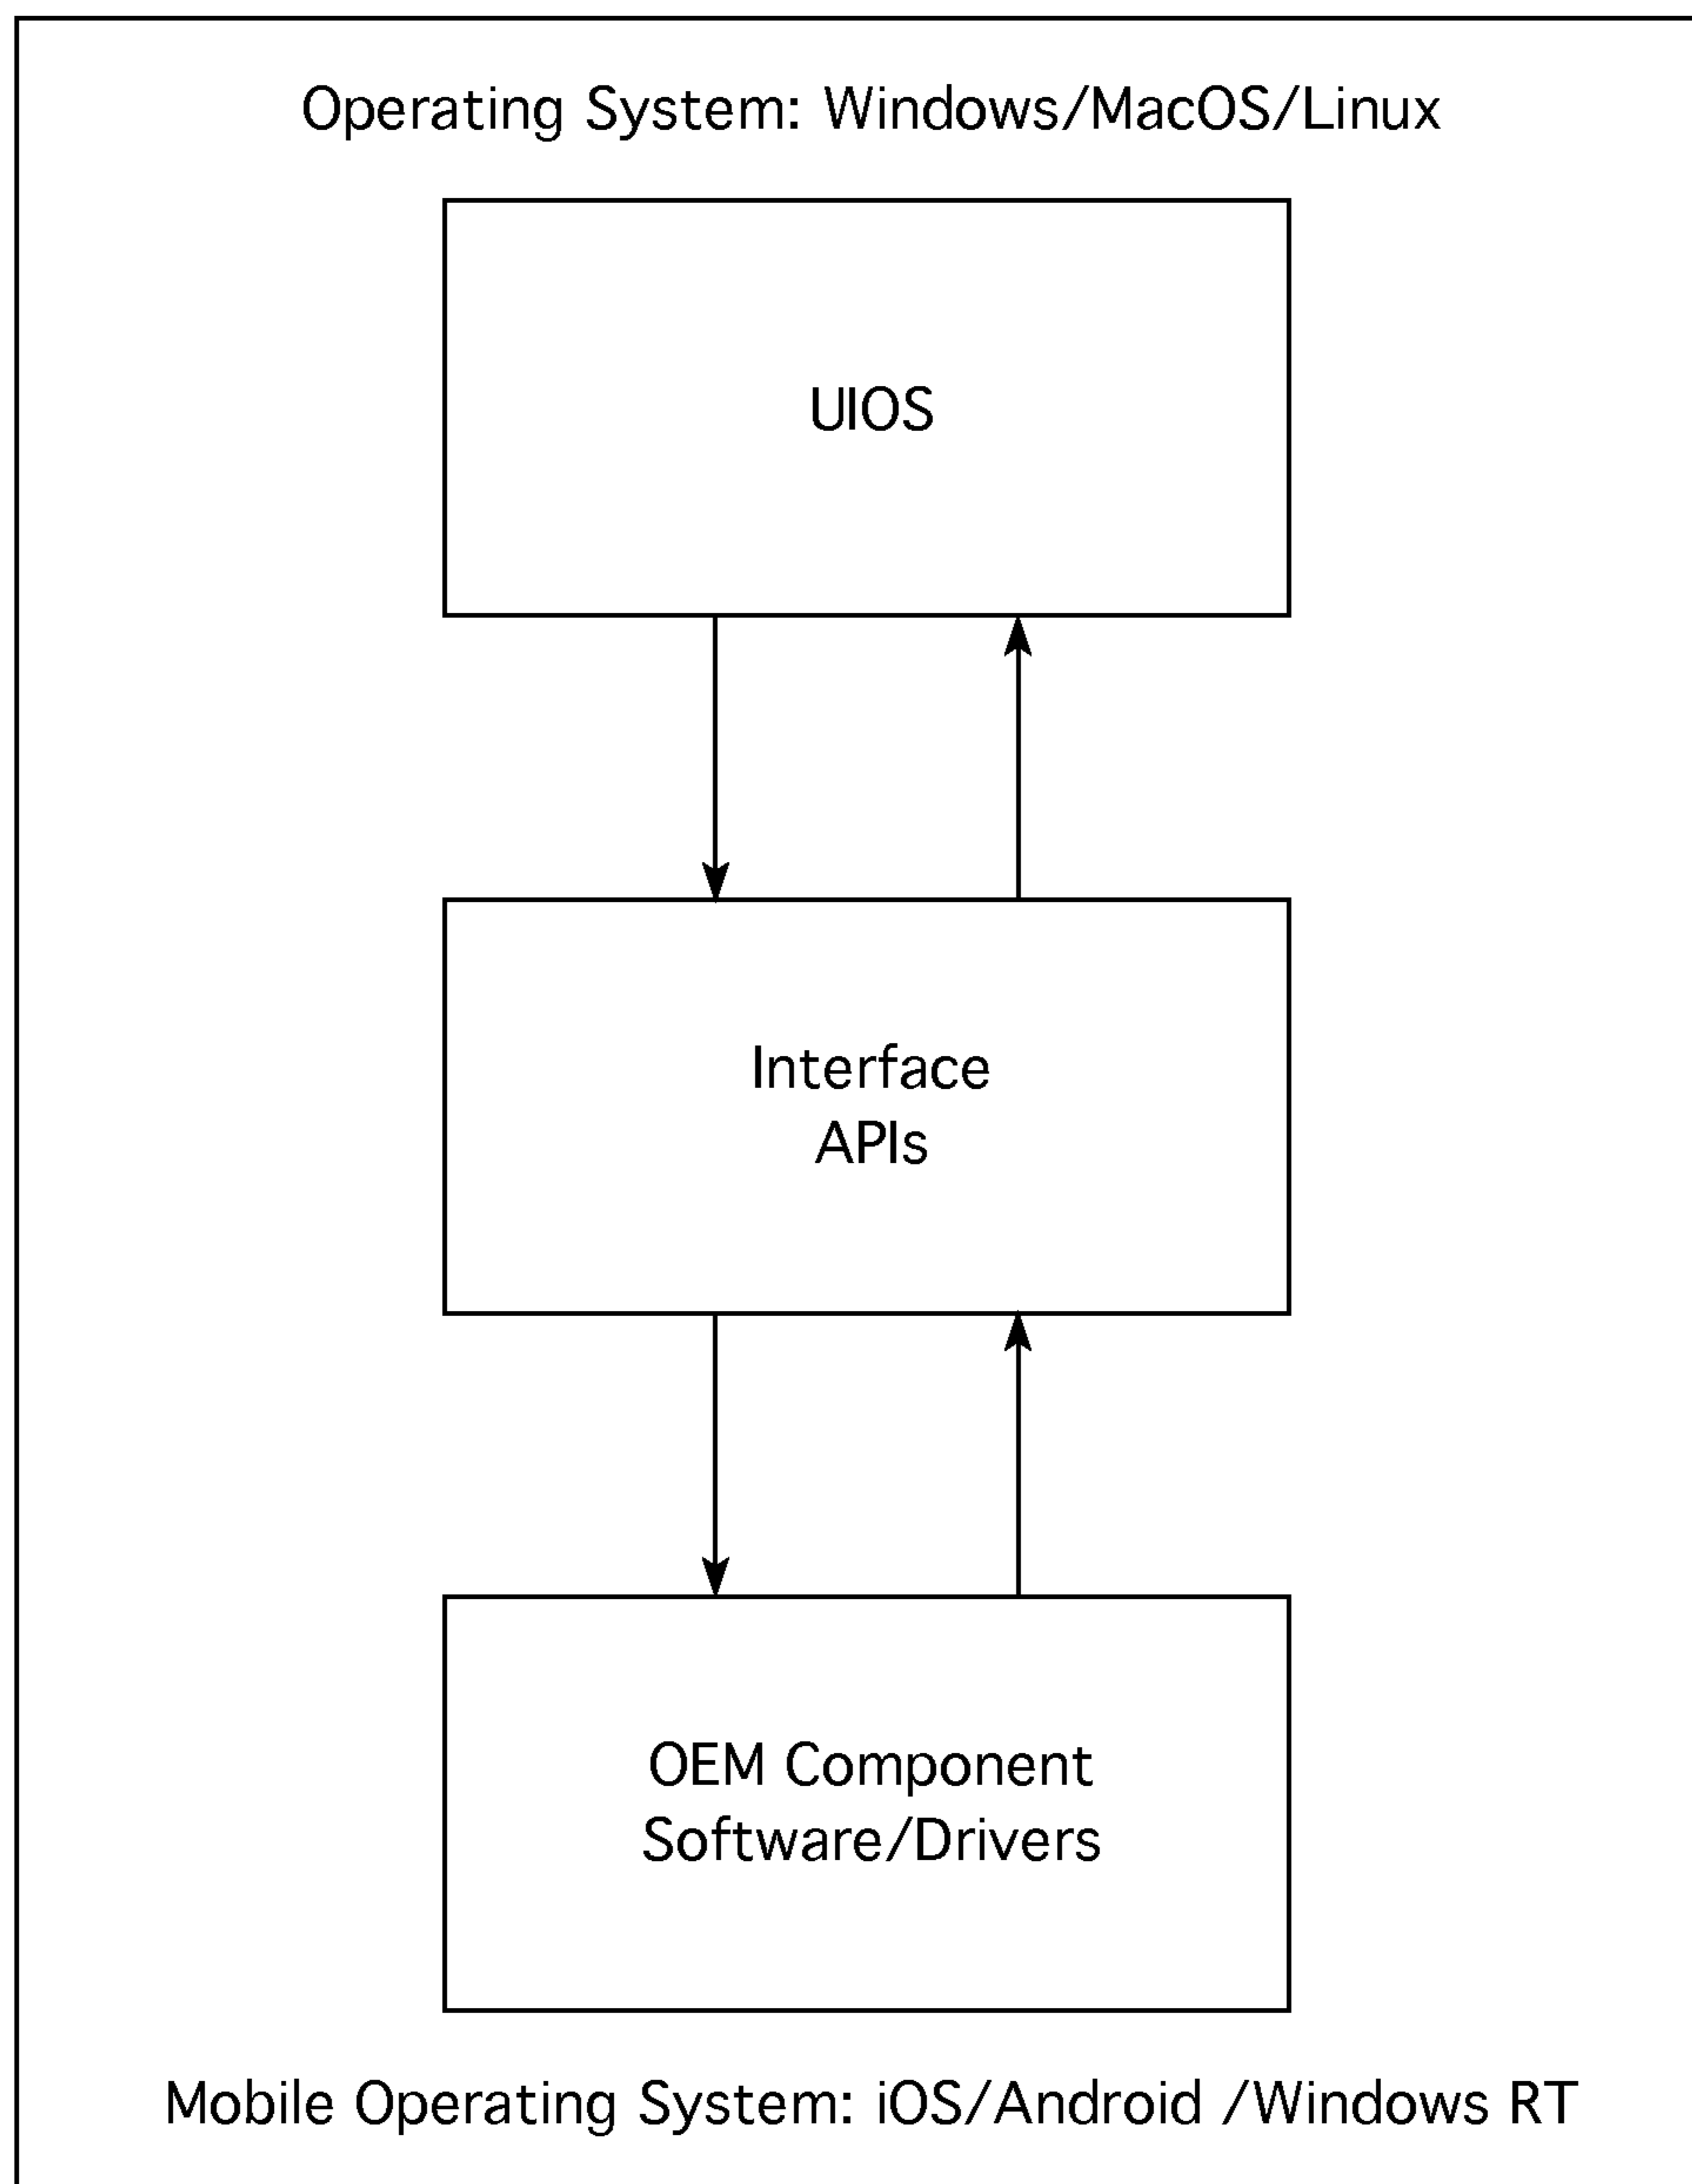 Operating System: Windows/MacOS/Linux
UIOS
Interface
APIs
OEM Component
Software/Drivers
Mobile Operating System: iOS/Android /Windows RT